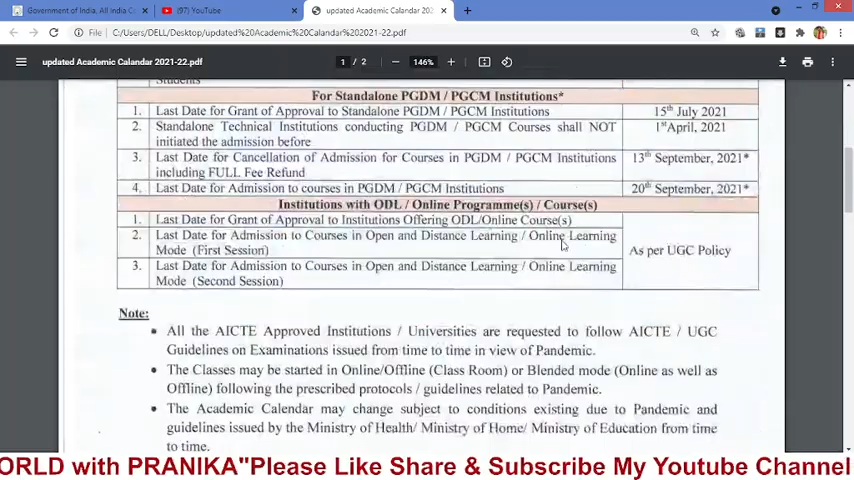 Government of India, All India C
(97) YouTube
updated Academic Calandar 202
File
C:/Users/DELL/Desktop/updated%20Academic%20Calandar%202021-22.pdf
updated Academic Calandar 2021-22.pdf
1 / 2
146%
Students
For Standalone PGDM / PGCM Institutions*
1. Last Date for Grant of Approval to Standalone PGDM / PGCM Institutions 15th July 2021
2. Standalone Technical Institutions conducting PGDM / PGCM Courses shall NOT 1stApril, 2021
initiated the admission before
3. Last Date for Cancellation of Admission for Courses in PGDM / PGCM Institutions 13th September, 2021*
including FULL Fee Refund
4. Last Date for Admission to courses in PGDM / PGCM Institutions 20th September, 2021*
Institutions with ODL / Online Programme(s) / Course(s)
1. Last Date for Grant of Approval to Institutions Offering ODL/Online Course(s)
2. Last Date for Admission to Courses in Open and Distance Learning / Online Learning
Mode (First Session)
As per UGC Policy
3. Last Date for Admission to Courses in Open and Distance Learning / Online Learning
Mode (Second Session)
Note:
• All the AICTE Approved Institutions / Universities are requested to follow AICTE / UGC
Guidelines on Examinations issued from time to time in view of Pandemic.
• The Classes may be started in Online/Offline (Class Room) or Blended mode (Online as well as
Offline) following the prescribed protocols / guidelines related to Pandemic.
• The Academic Calendar may change subject to conditions existing due to Pandemic and
guidelines issued by the Ministry of Health/ Ministry of Home/ Ministry of Education from time
to time.
ORLD with PRANIKA"Please Like Share & Subscribe My Youtube Channel